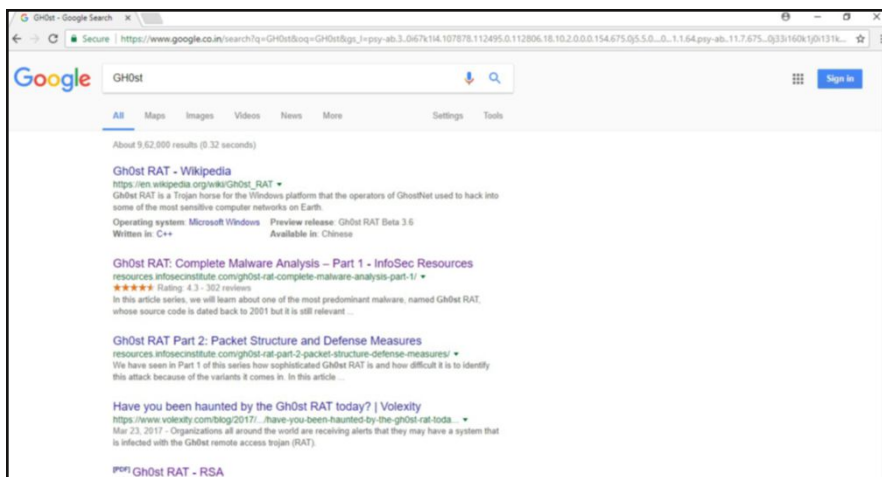 GH0st - Google Search
Secure | https://www.google.co.in/search?q=GH0st&oq=GH0st&gs_l=psy-ab.3..0i67k1l4.107878.112495.0.112806.18.10.2.0.0.0.154.675.0j5.5.0....0...1.1.64.psy-ab..11.7.675...0j33i160k1j0i131k...
Google
GH0st
Sign in
All Maps Images Videos News More Settings Tools
About 9,62,000 results (0.32 seconds)
Gh0st RAT - Wikipedia
https://en.wikipedia.org/wiki/Gh0st_RAT
Gh0st RAT is a Trojan horse for the Windows platform that the operators of GhostNet used to hack into
some of the most sensitive computer networks on Earth.
Operating system: Microsoft Windows Preview release: Gh0st RAT Beta 3.6
Written in: C++ Available in: Chinese
Gh0st RAT: Complete Malware Analysis – Part 1 - InfoSec Resources
resources.infosecinstitute.com/gh0st-rat-complete-malware-analysis-part-1/
Rating: 4.3 - 302 reviews
In this article series, we will learn about one of the most predominant malware, named Gh0st RAT,
whose source code is dated back to 2001 but it is still relevant ...
Gh0st RAT Part 2: Packet Structure and Defense Measures
resources.infosecinstitute.com/gh0st-rat-part-2-packet-structure-defense-measures/
We have seen in Part 1 of this series how sophisticated Gh0st RAT is and how difficult it is to identify
this attack because of the variants it comes in. In this article ...
Have you been haunted by the Gh0st RAT today? | Volexity
https://www.volexity.com/blog/2017/.../have-you-been-haunted-by-the-gh0st-rat-toda...
Mar 23, 2017 - Organizations all around the world are receiving alerts that they may have a system that
is infected with the Gh0st remote access trojan (RAT).
[PDF] Gh0st RAT - RSA